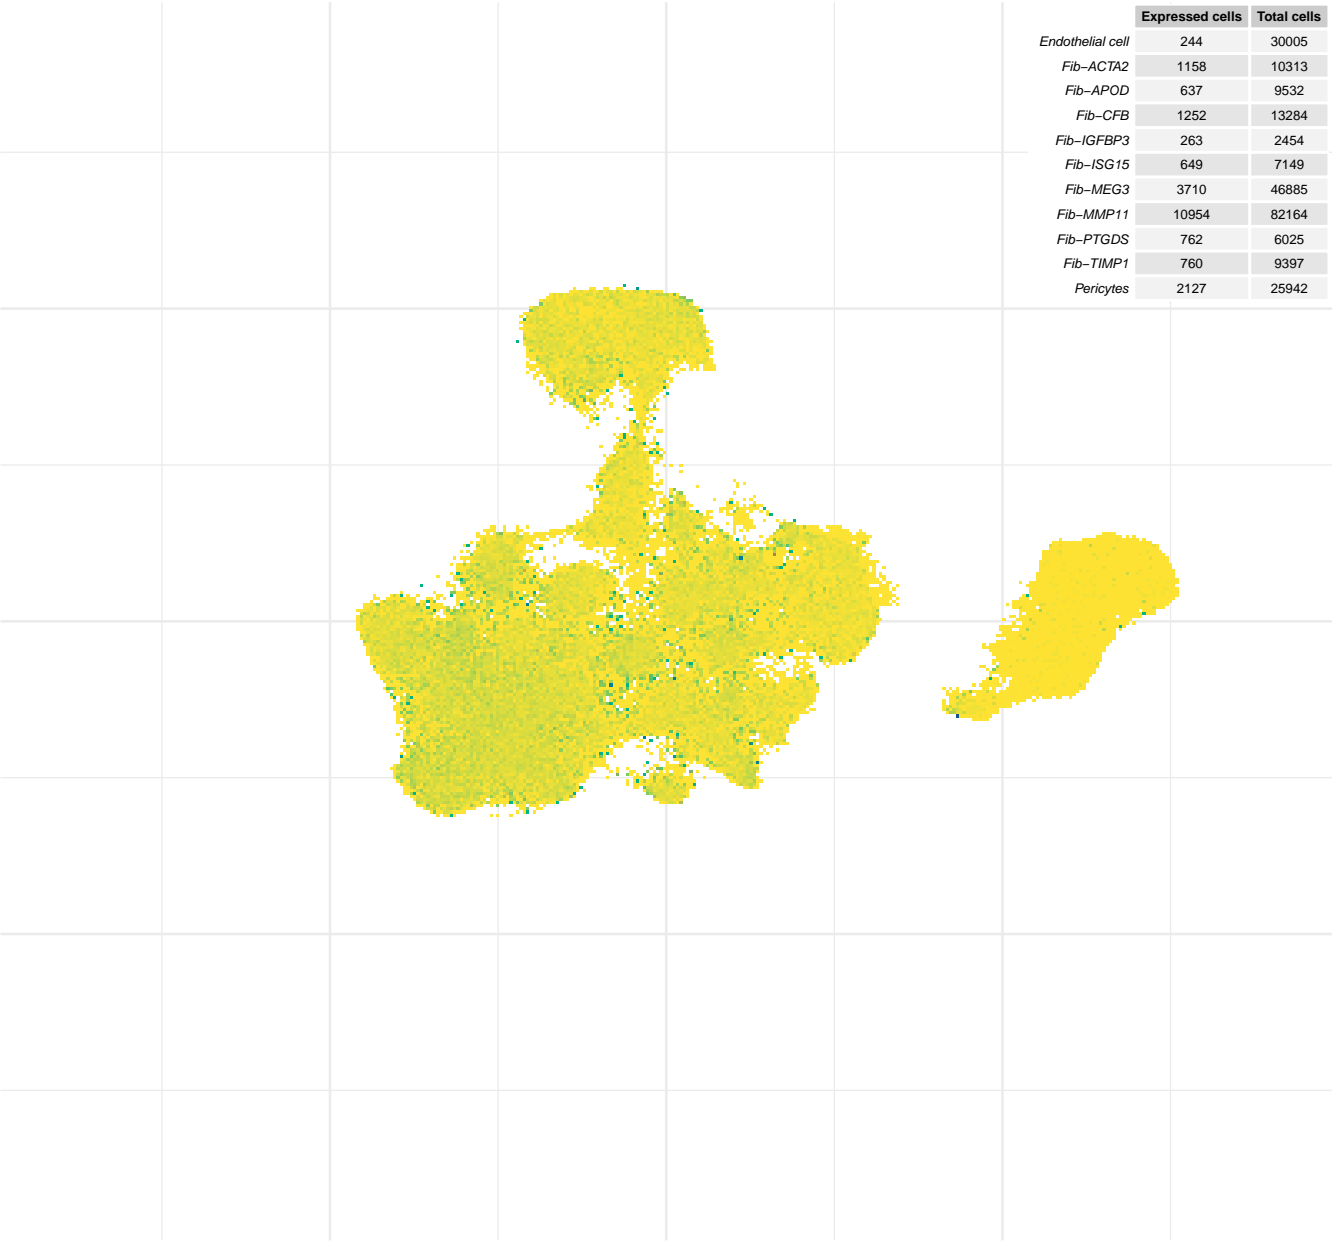 Expressed cells Total cells
Endothelial cell 244 30005
Fib−ACTA2 1158 10313
Fib−APOD 637 9532
Fib−CFB 1252 13284
Fib−IGFBP3 263 2454
Fib−ISG15 649 7149
Fib−MEG3 3710 46885
Fib−MMP11 10954 82164
Fib−PTGDS 762 6025
Fib−TIMP1 760 9397
Pericytes 2127 25942